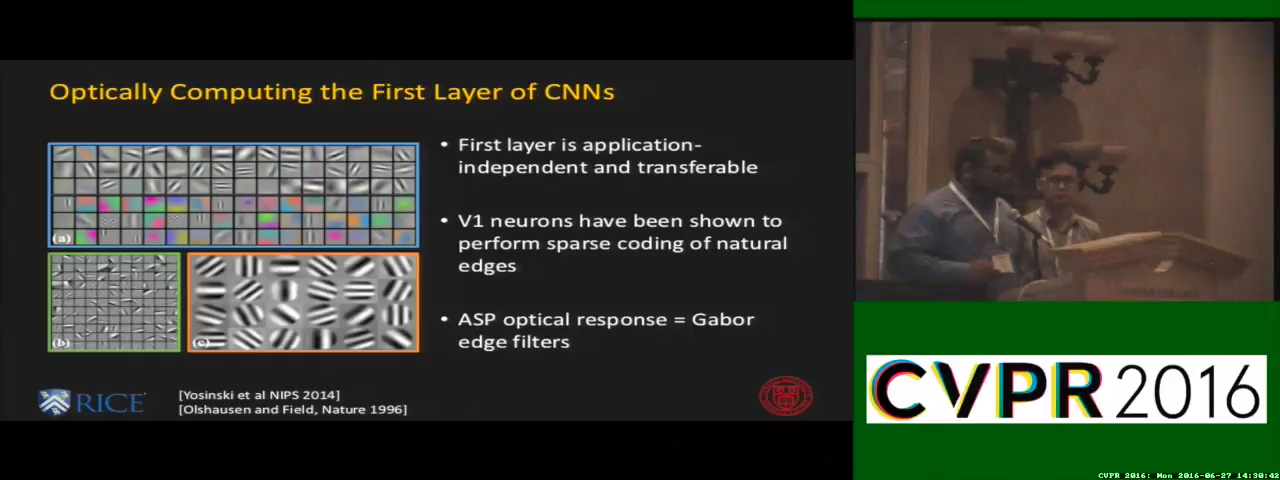 Optically Computing the First Layer of CNNs
(a)
(b)
(c)
• First layer is application-
independent and transferable
• V1 neurons have been shown to
perform sparse coding of natural
edges
• ASP optical response = Gabor
edge filters
RICE
[Yosinski et al NIPS 2014]
[Olshausen and Field, Nature 1996]
CVPR 2016
CVPR 2016: Mon 2016-06-27 14:30:42